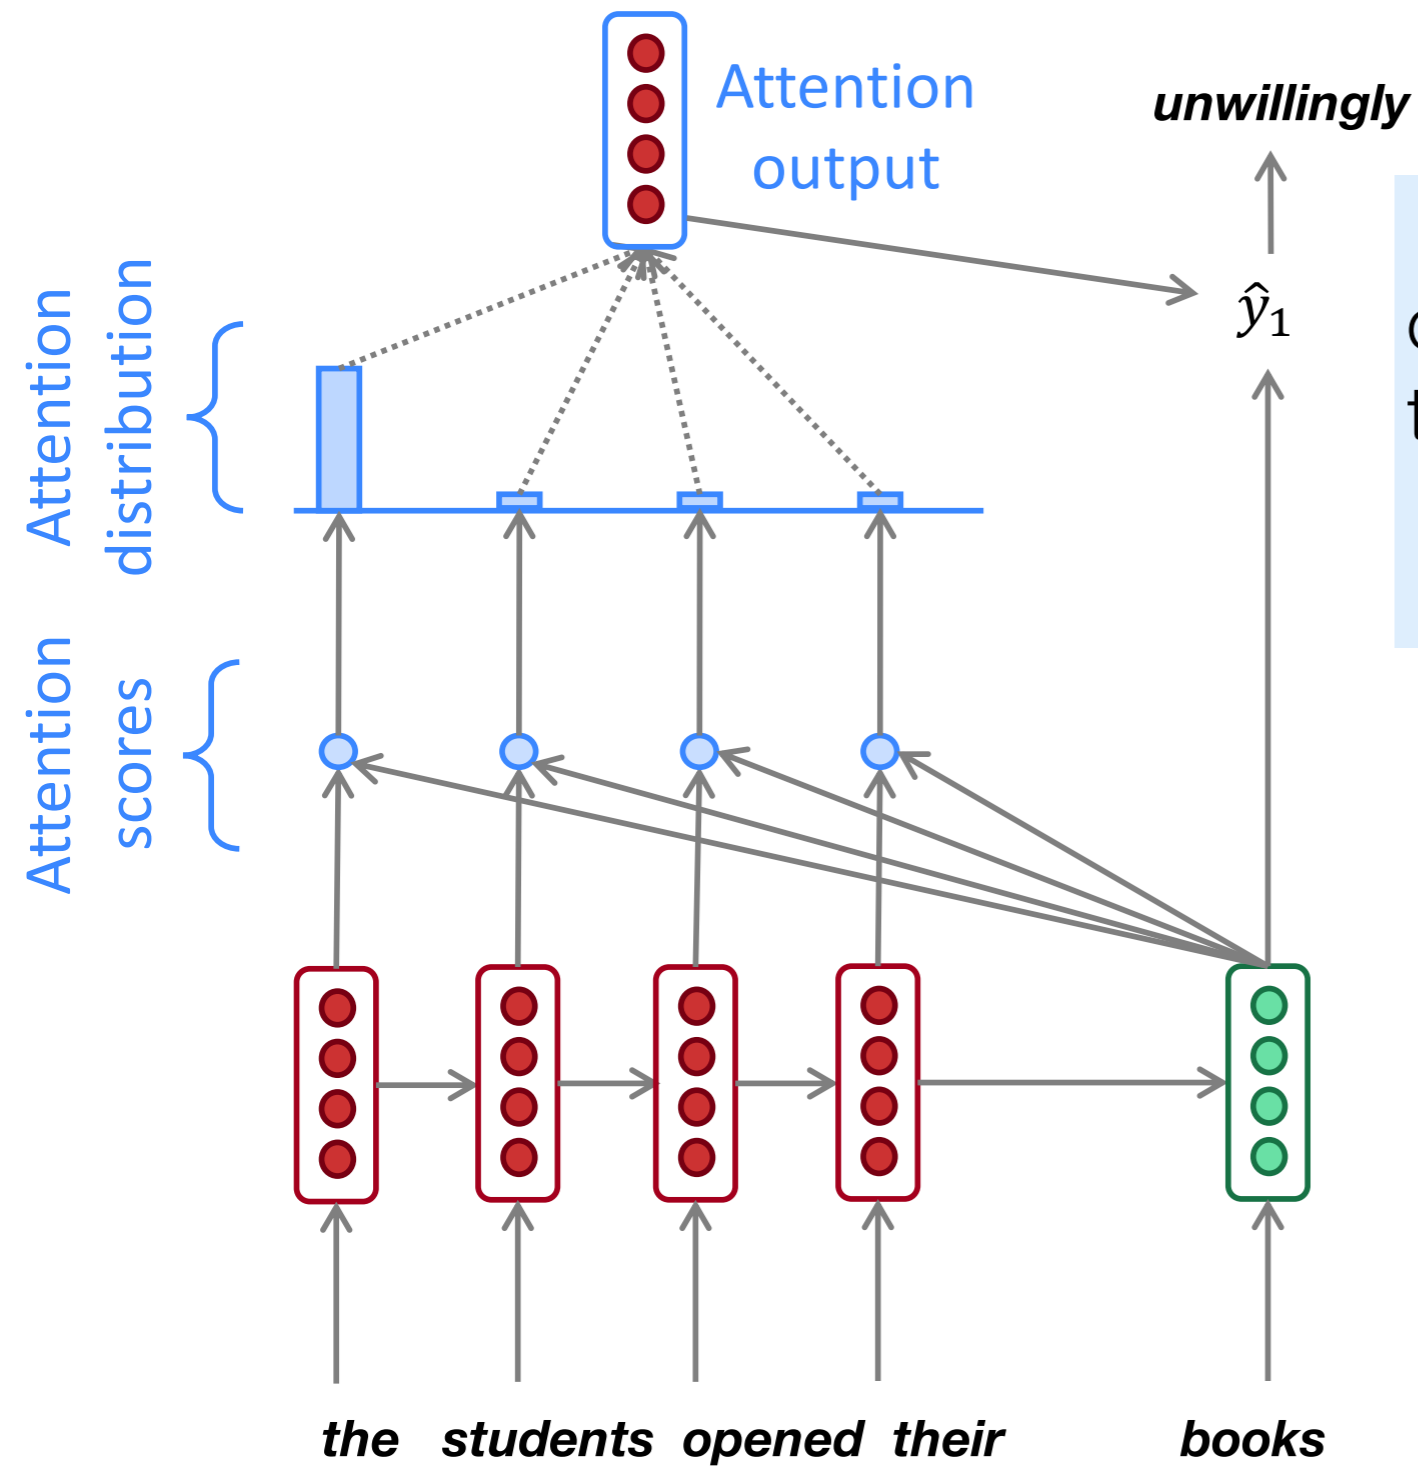 Attention
output
unwillingly
ŷ₁
Attention
distribution
Attention
scores
the students opened their books